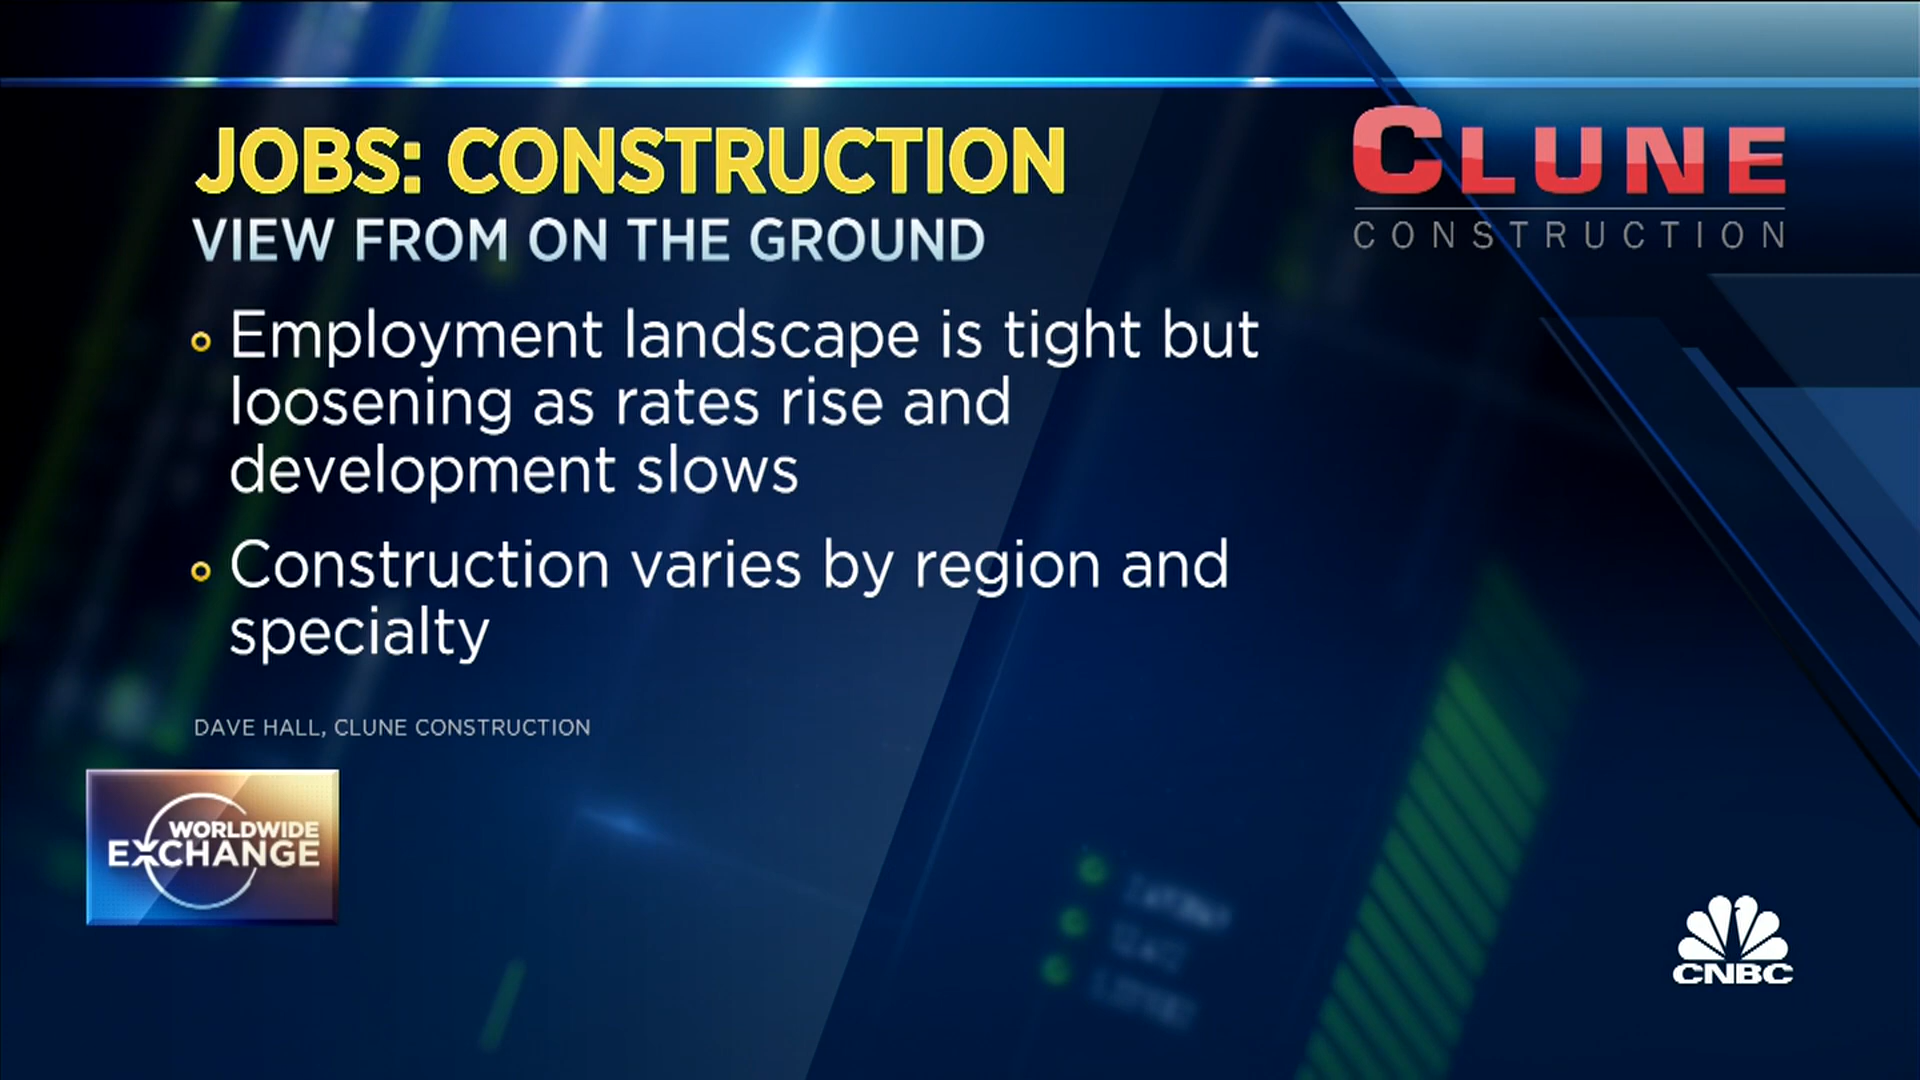 JOBS: CONSTRUCTION
VIEW FROM ON THE GROUND
CLUNE
CONSTRUCTION
Employment landscape is tight but
loosening as rates rise and
development slows
Construction varies by region and
specialty
DAVE HALL, CLUNE CONSTRUCTION
WORLDWIDE
EXCHANGE
CNBC